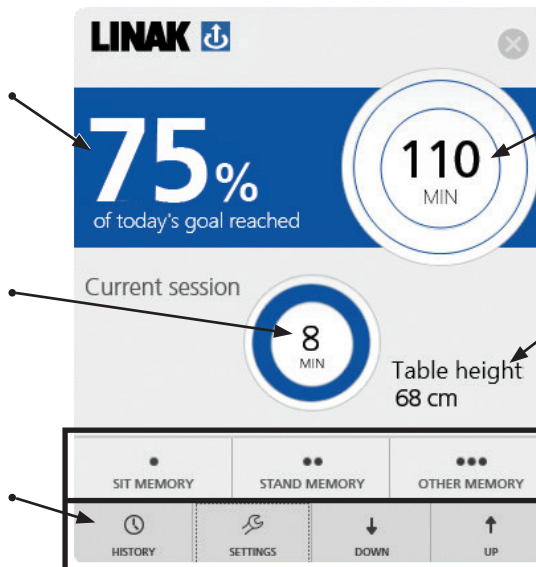 LINAK
75%
of today's goal reached
110
MIN
Current session
8
MIN
Table height
68 cm
SIT MEMORY
STAND MEMORY
OTHER MEMORY
HISTORY
SETTINGS
DOWN
UP